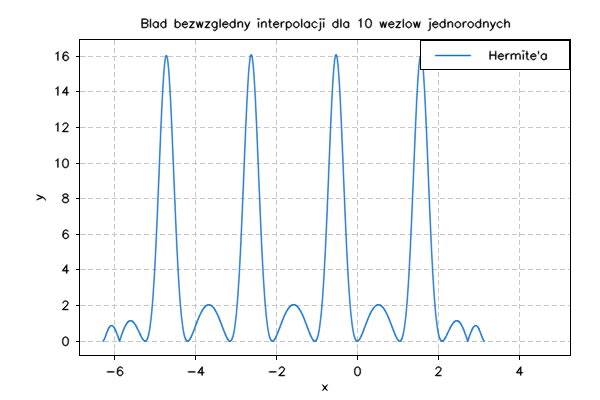 Blad bezwzgledny interpolacji dla 10 wezlow jednorodnych
Hermite'a
16
14
12
10
8
6
4
2
0
y
−6 −4 −2 0 2 4
x